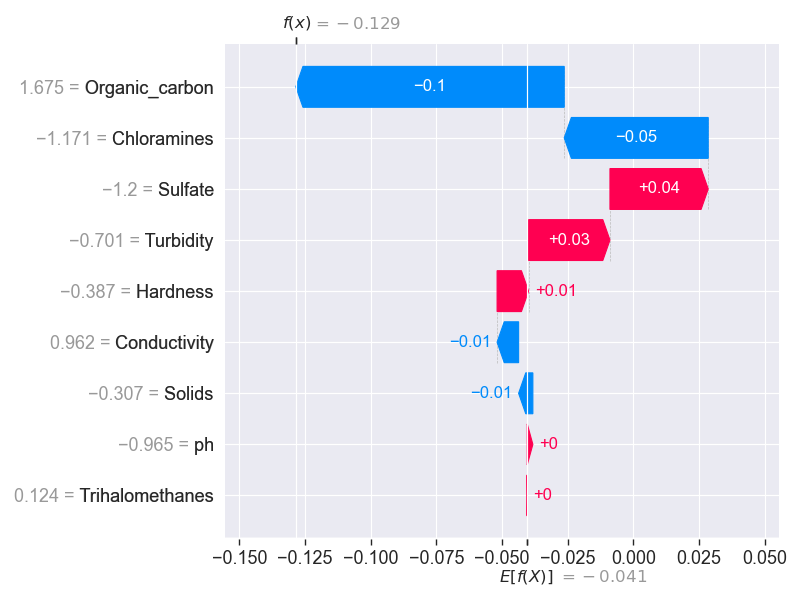 f(x) = −0.129
1.675 = Organic_carbon −0.1
−1.171 = Chloramines −0.05
−1.2 = Sulfate +0.04
−0.701 = Turbidity +0.03
−0.387 = Hardness +0.01
0.962 = Conductivity −0.01
−0.307 = Solids −0.01
−0.965 = ph +0
0.124 = Trihalomethanes +0
−0.150 −0.125 −0.100 −0.075 −0.050 −0.025 0.000 0.025 0.050
E[f(X)] = −0.041